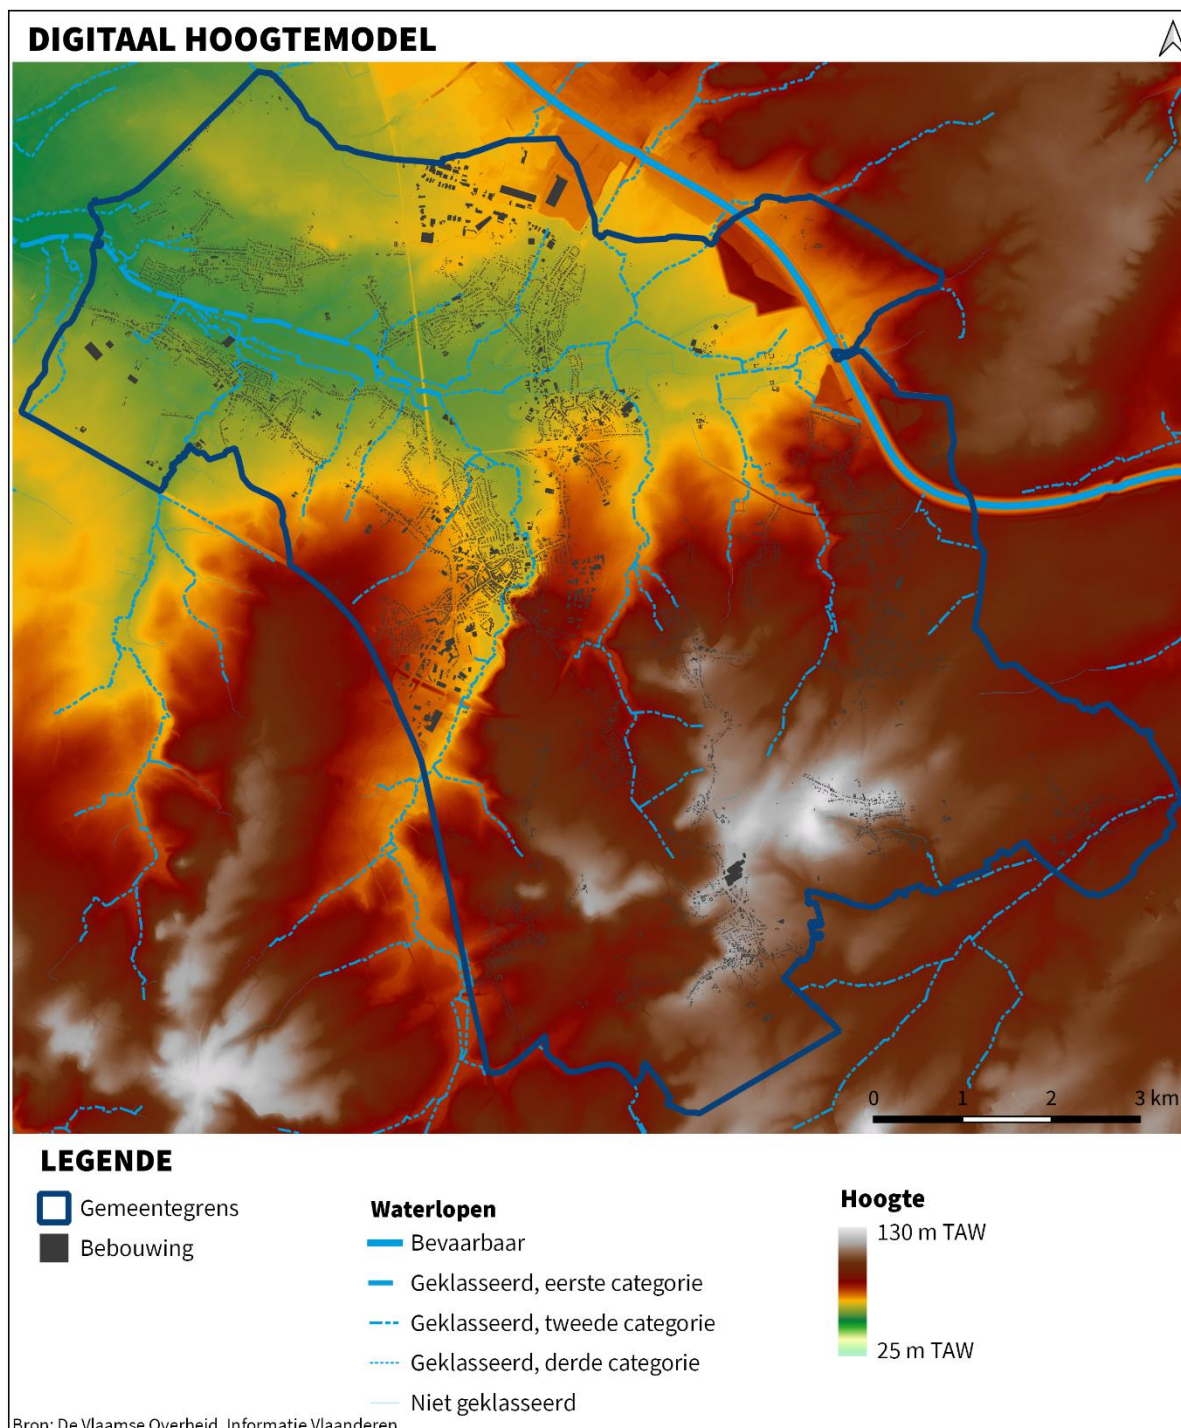 DIGITAAL HOOGTEMODEL
0 1 2 3 km
LEGENDE
Gemeentegrens
Bebouwing
Waterlopen
Bevaarbaar
Geklasseerd, eerste categorie
Geklasseerd, tweede categorie
Geklasseerd, derde categorie
Niet geklasseerd
Hoogte
130 m TAW
25 m TAW
Bron: De Vlaamse Overheid, Informatie Vlaanderen